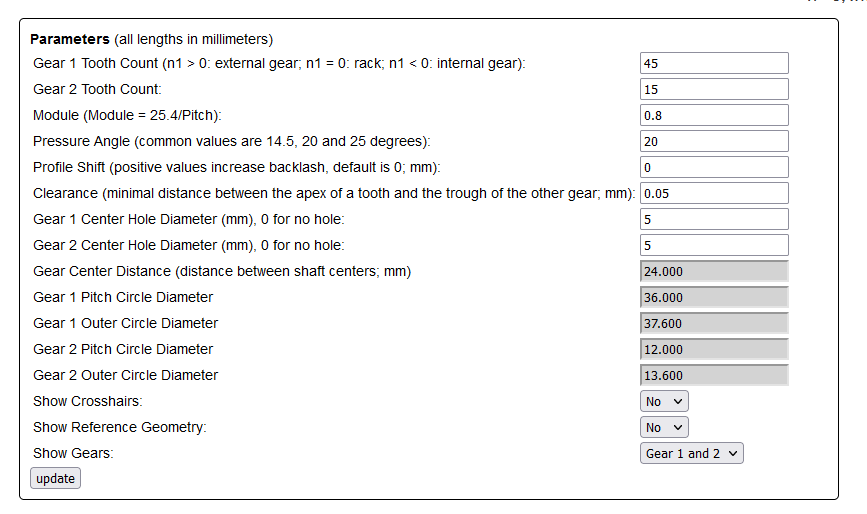 Parameters (all lengths in millimeters)
Gear 1 Tooth Count (n1 > 0: external gear; n1 = 0: rack; n1 < 0: internal gear): 45
Gear 2 Tooth Count: 15
Module (Module = 25.4/Pitch): 0.8
Pressure Angle (common values are 14.5, 20 and 25 degrees): 20
Profile Shift (positive values increase backlash, default is 0; mm): 0
Clearance (minimal distance between the apex of a tooth and the trough of the other gear; mm): 0.05
Gear 1 Center Hole Diameter (mm), 0 for no hole: 5
Gear 2 Center Hole Diameter (mm), 0 for no hole: 5
Gear Center Distance (distance between shaft centers; mm) 24.000
Gear 1 Pitch Circle Diameter 36.000
Gear 1 Outer Circle Diameter 37.600
Gear 2 Pitch Circle Diameter 12.000
Gear 2 Outer Circle Diameter 13.600
Show Crosshairs: No
Show Reference Geometry: No
Show Gears: Gear 1 and 2
update